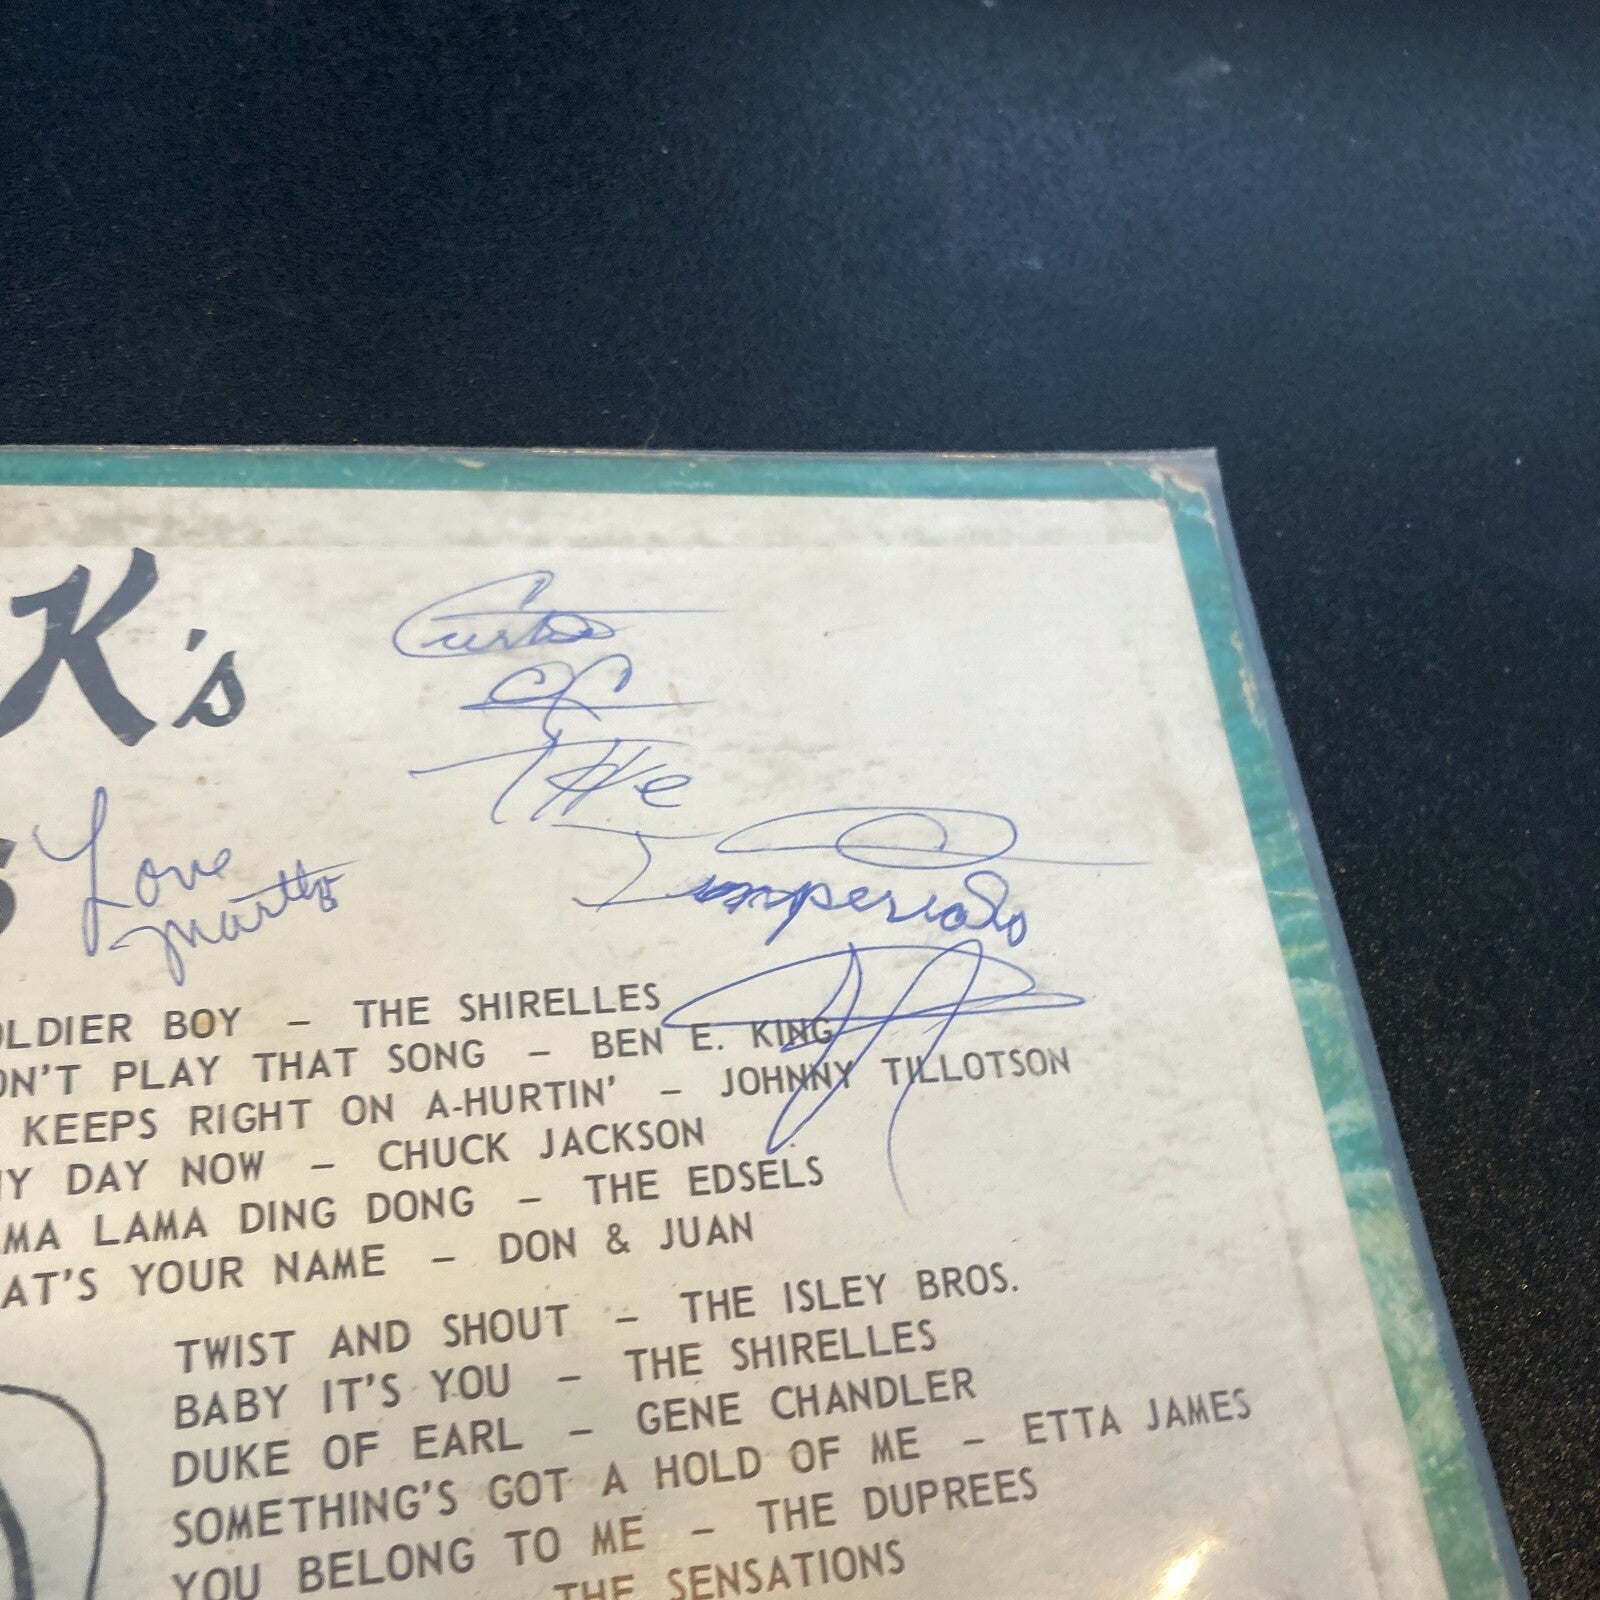 K's
Curtis
of
The
Imperials
Love
Martha
OLDIER BOY – THE SHIRELLES
ON'T PLAY THAT SONG – BEN E. KING
KEEPS RIGHT ON A-HURTIN' – JOHNNY TILLOTSON
NY DAY NOW – CHUCK JACKSON
AMA LAMA DING DONG – THE EDSELS
AT'S YOUR NAME – DON & JUAN
TWIST AND SHOUT – THE ISLEY BROS.
BABY IT'S YOU – THE SHIRELLES
DUKE OF EARL – GENE CHANDLER
SOMETHING'S GOT A HOLD OF ME – ETTA JAMES
YOU BELONG TO ME – THE DUPREES
THE SENSATIONS